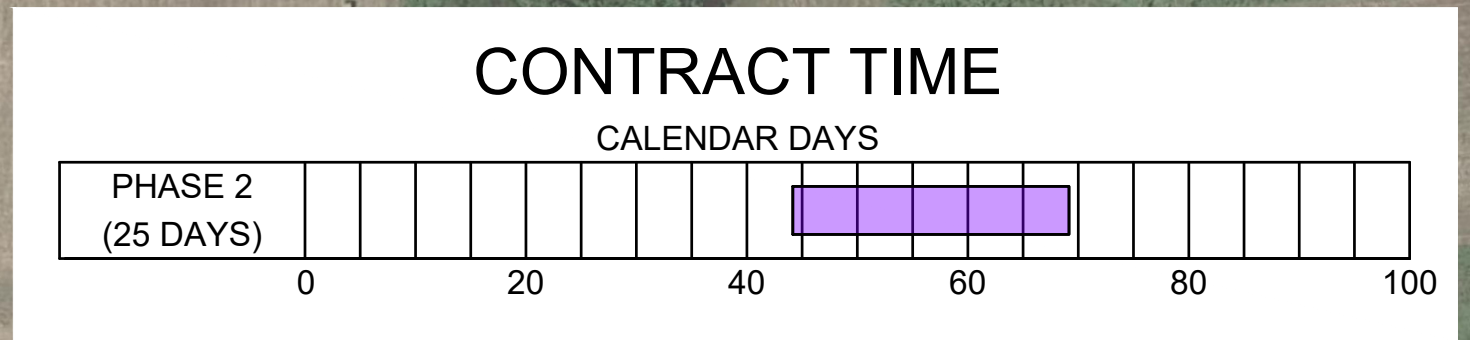 CONTRACT TIME
CALENDAR DAYS
PHASE 2
(25 DAYS)
0 20 40 60 80 100